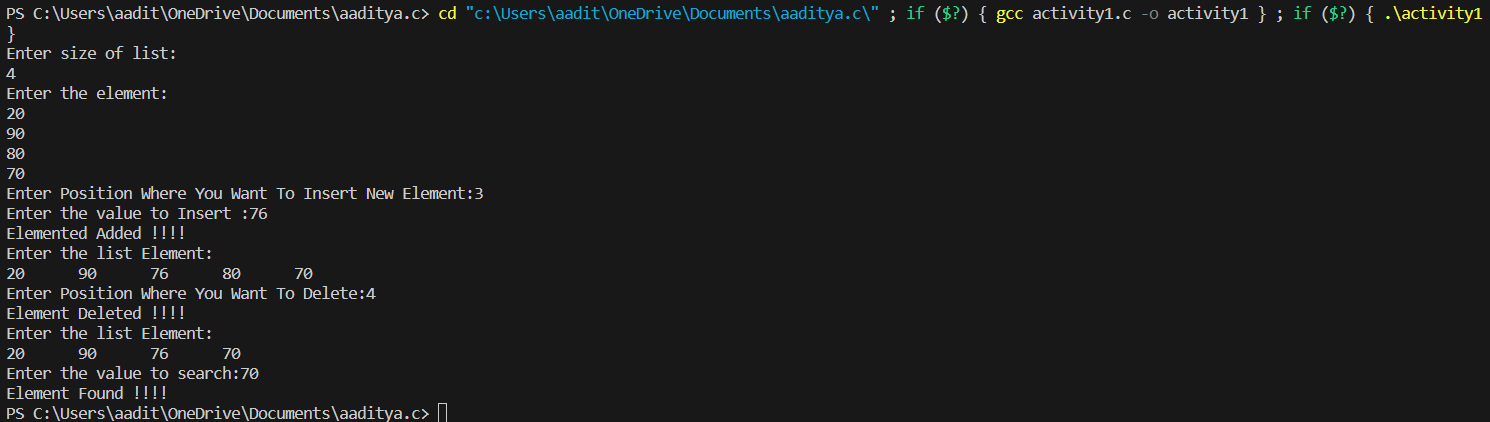 PS C:\Users\aadit\OneDrive\Documents\aaditya.c> cd "c:\Users\aadit\OneDrive\Documents\aaditya.c\" ; if ($?) { gcc activity1.c -o activity1 } ; if ($?) { .\activity1
}
Enter size of list:
4
Enter the element:
20
90
80
70
Enter Position Where You Want To Insert New Element:3
Enter the value to Insert :76
Elemented Added !!!!
Enter the list Element:
20 90 76 80 70
Enter Position Where You Want To Delete:4
Element Deleted !!!!
Enter the list Element:
20 90 76 70
Enter the value to search:70
Element Found !!!!
PS C:\Users\aadit\OneDrive\Documents\aaditya.c>